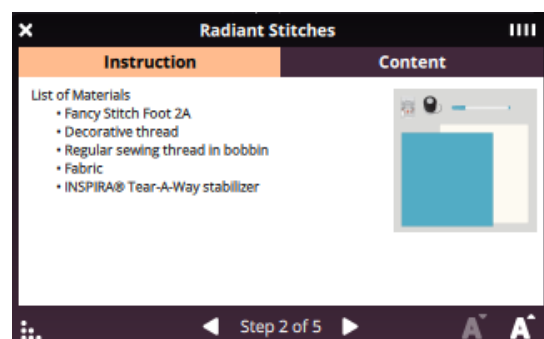 Radiant Stitches
Instruction
Content
List of Materials
• Fancy Stitch Foot 2A
• Decorative thread
• Regular sewing thread in bobbin
• Fabric
• INSPIRA® Tear-A-Way stabilizer
Step 2 of 5
A A